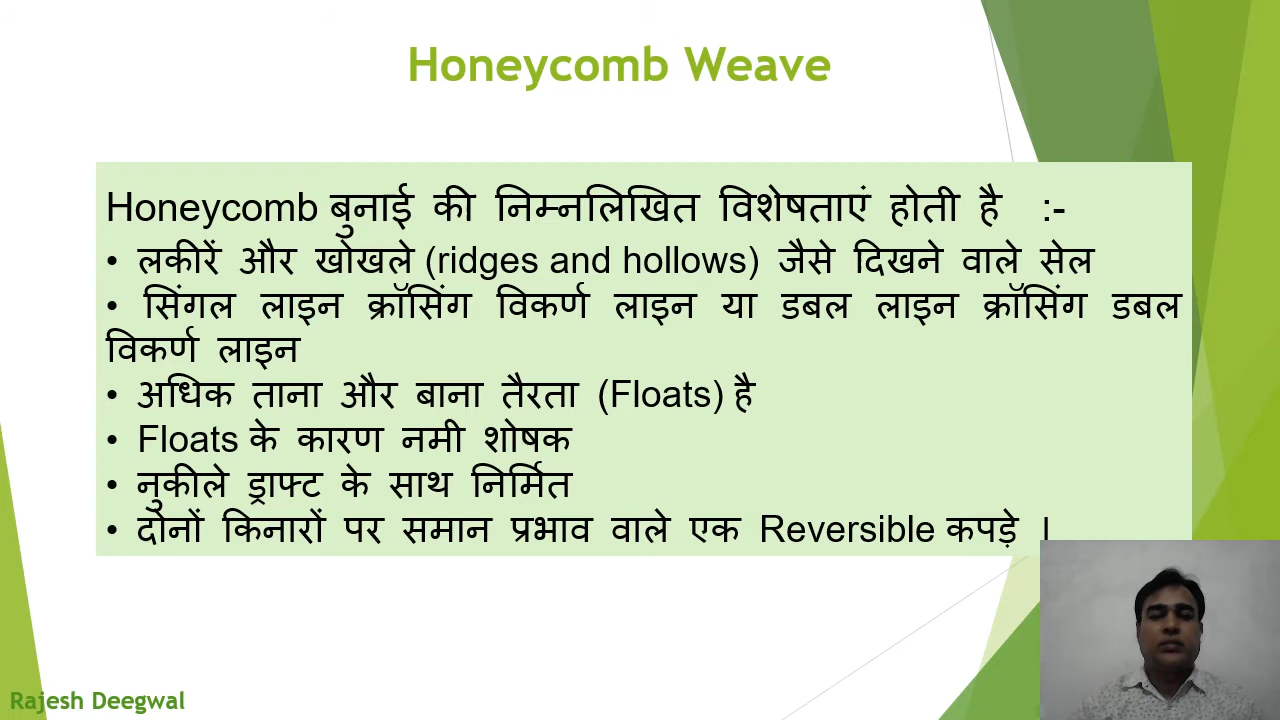 Honeycomb Weave
Honeycomb बुनाई की निम्नलिखित विशेषताएं होती है :-
• लकीरें और खोखले (ridges and hollows) जैसे दिखने वाले सेल
• सिंगल लाइन क्रॉसिंग विकर्ण लाइन या डबल लाइन क्रॉसिंग डबल
विकर्ण लाइन
• अधिक ताना और बाना तैरता (Floats) है
• Floats के कारण नमी शोषक
• नुकीले ड्राफ्ट के साथ निर्मित
• दोनों किनारों पर समान प्रभाव वाले एक Reversible कपड़े ।
Rajesh Deegwal